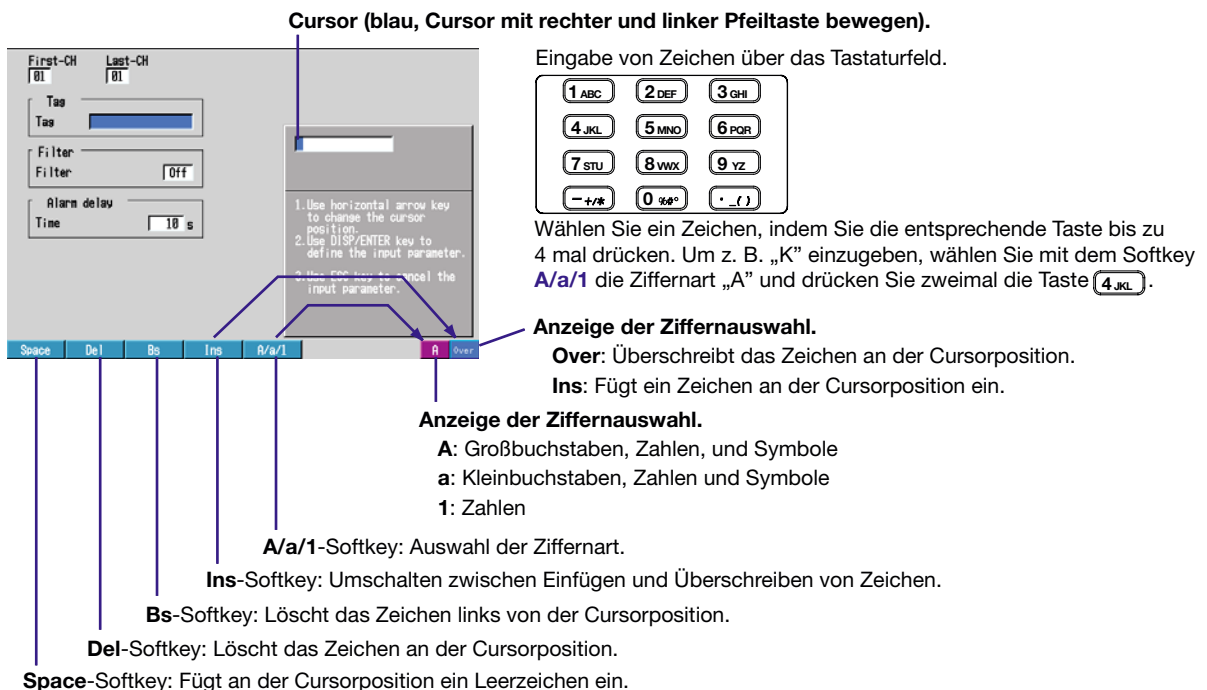 Cursor (blau, Cursor mit rechter und linker Pfeiltaste bewegen).
First-CH Last-CH
01 01
Tag
Tag
Filter
Filter Off
Alarm delay
Time 10 s
1.Use horizontal arrow key
to change the cursor
position.
2.Use DISP/ENTER key to
define the input parameter.
3.Use ESC key to cancel the
input parameter.
Space Del Bs Ins A/a/1 A Over
Eingabe von Zeichen über das Tastaturfeld.
1 ABC 2 DEF 3 GHI
4 JKL 5 MNO 6 PQR
7 STU 8 VWX 9 YZ
– +/* 0 %#° · _( )
Wählen Sie ein Zeichen, indem Sie die entsprechende Taste bis zu
4 mal drücken. Um z. B. „K" einzugeben, wählen Sie mit dem Softkey
A/a/1 die Ziffernart „A" und drücken Sie zweimal die Taste 4 JKL .
Anzeige der Ziffernauswahl.
Over: Überschreibt das Zeichen an der Cursorposition.
Ins: Fügt ein Zeichen an der Cursorposition ein.
Anzeige der Ziffernauswahl.
A: Großbuchstaben, Zahlen, und Symbole
a: Kleinbuchstaben, Zahlen und Symbole
1: Zahlen
A/a/1-Softkey: Auswahl der Ziffernart.
Ins-Softkey: Umschalten zwischen Einfügen und Überschreiben von Zeichen.
Bs-Softkey: Löscht das Zeichen links von der Cursorposition.
Del-Softkey: Löscht das Zeichen an der Cursorposition.
Space-Softkey: Fügt an der Cursorposition ein Leerzeichen ein.